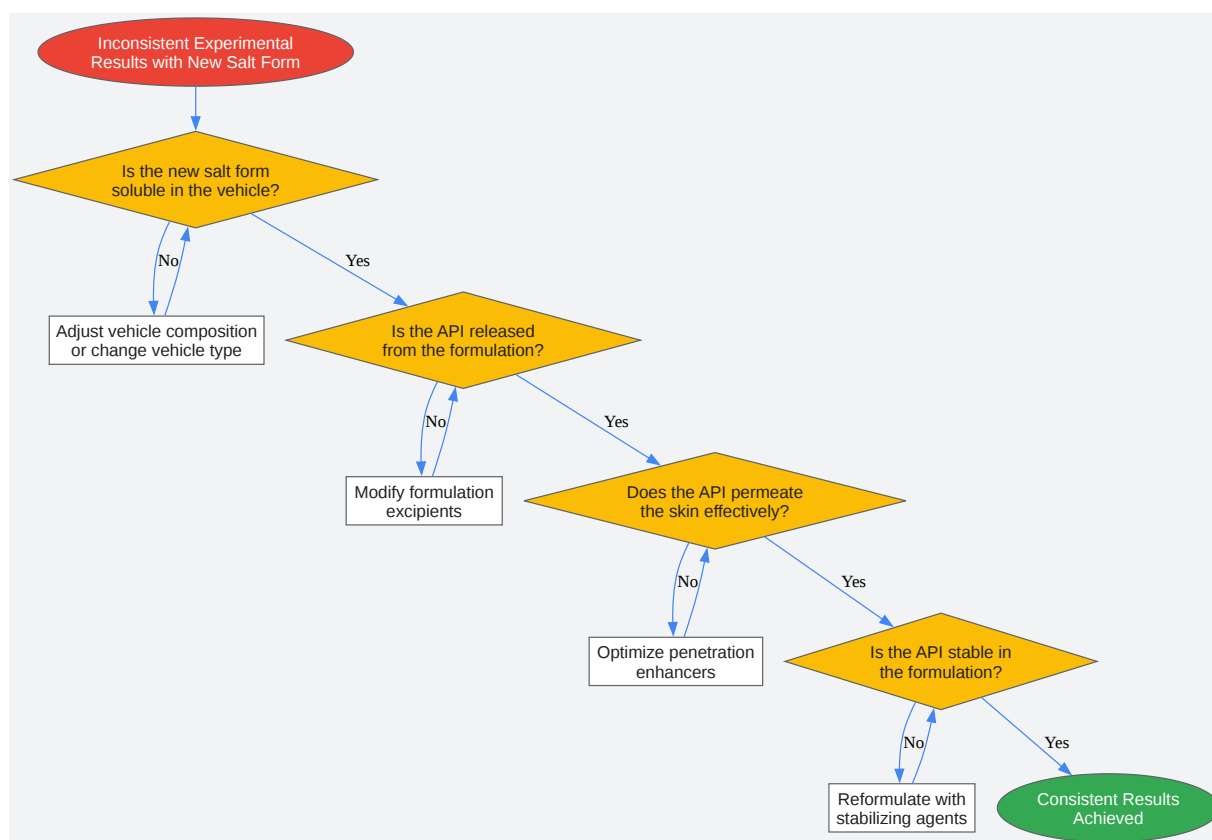 Inconsistent Experimental
Results with New Salt Form
Is the new salt form
soluble in the vehicle?
No
Yes
Adjust vehicle composition
or change vehicle type
Is the API released
from the formulation?
No
Yes
Modify formulation
excipients
Does the API permeate
the skin effectively?
No
Yes
Optimize penetration
enhancers
Is the API stable in
the formulation?
No
Yes
Reformulate with
stabilizing agents
Consistent Results
Achieved